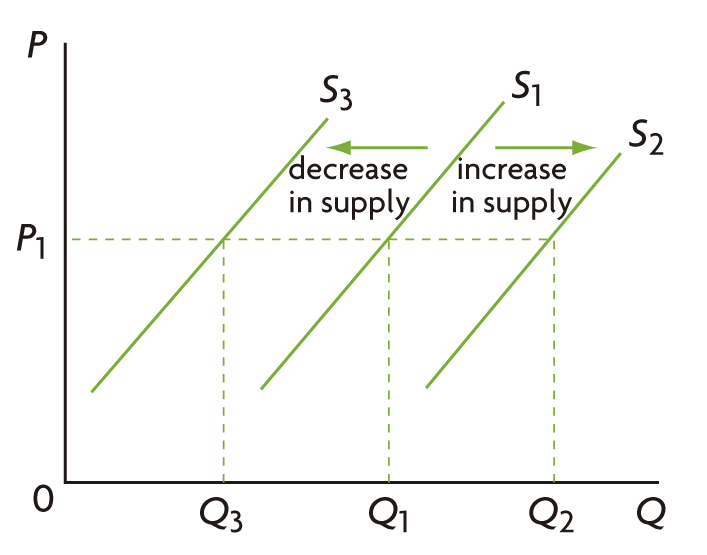 P
S3
S1
S2
decrease
in supply
increase
in supply
P1
0
Q3
Q1
Q2
Q